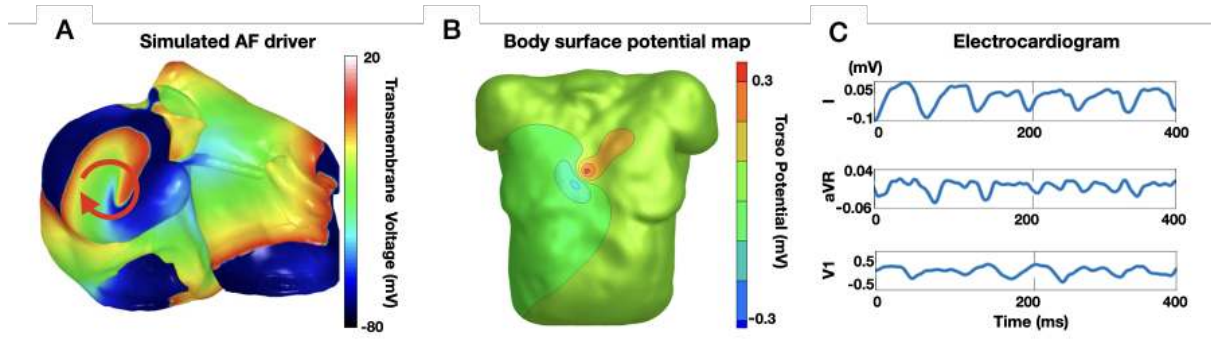 A
Simulated AF driver
20
Transmembrane Voltage (mV)
-80
B
Body surface potential map
0.3
Torso Potential (mV)
-0.3
C
Electrocardiogram
(mV)
I
0.05
-0.1
0
200
400
aVR
0.04
-0.06
0
200
400
V1
0.5
-0.5
0
200
400
Time (ms)